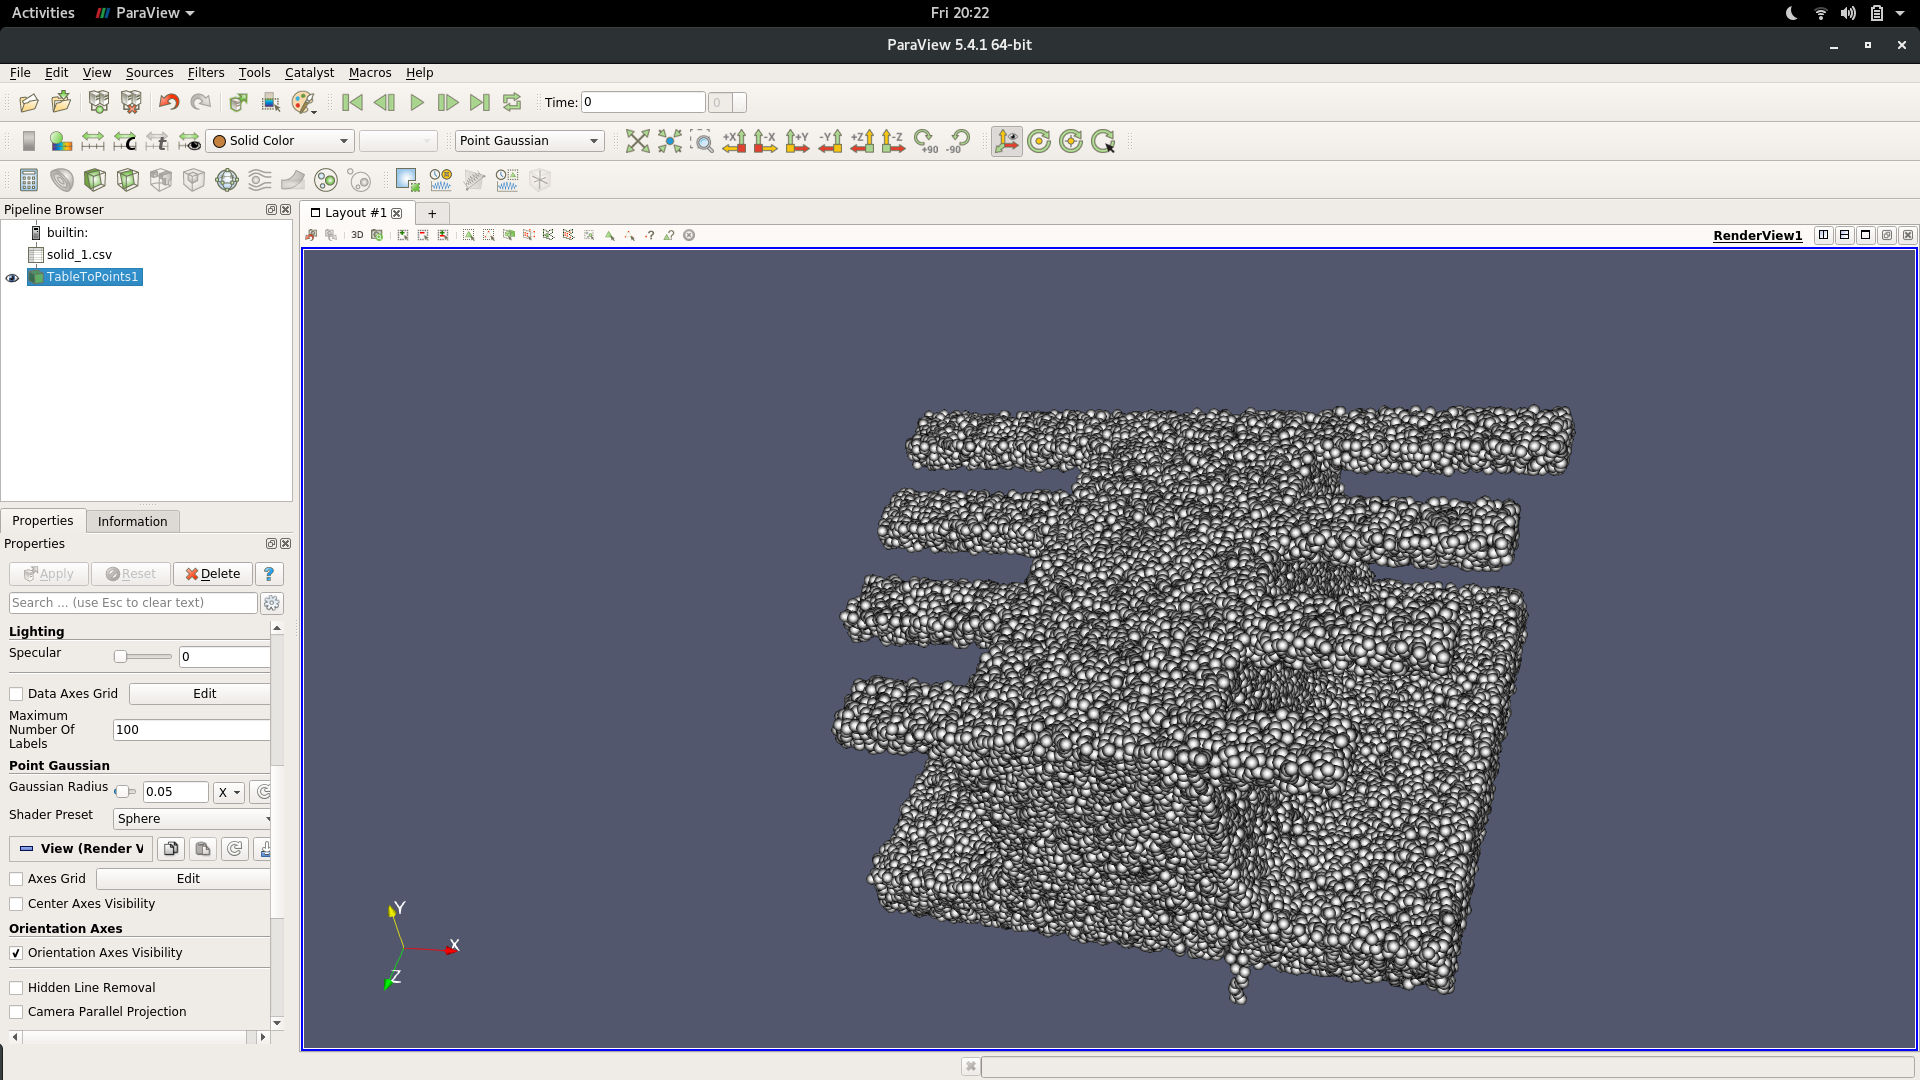 Activities ParaView Fri 20:22
ParaView 5.4.1 64-bit
File Edit View Sources Filters Tools Catalyst Macros Help
Time: 0 0
Solid Color Point Gaussian +X -X +Y -Y +Z -Z +90 -90
Pipeline Browser
Layout #1 +
builtin:
3D RenderView1
solid_1.csv
TableToPoints1
Properties Information
Properties
Apply Reset Delete ?
Search ... (use Esc to clear text)
Lighting
Specular 0
Data Axes Grid Edit
Maximum
Number Of
Labels
100
Point Gaussian
Gaussian Radius 0.05 X
Shader Preset Sphere
View (Render V
Axes Grid Edit
Center Axes Visibility
Orientation Axes
Orientation Axes Visibility
Hidden Line Removal
Camera Parallel Projection
Y
X
Z